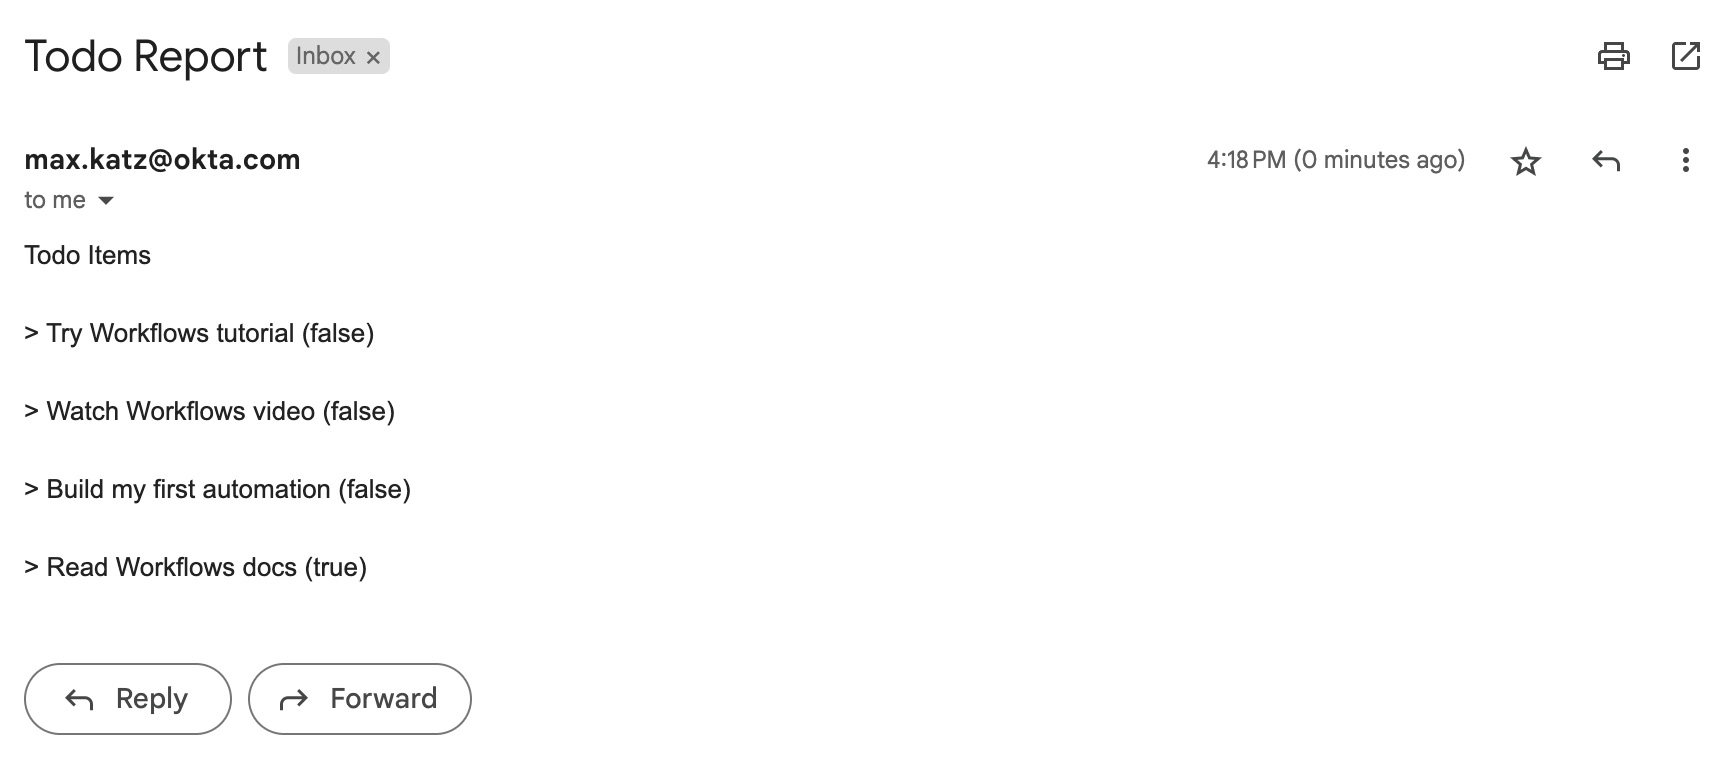 Todo Report Inbox ×
max.katz@okta.com 4:18 PM (0 minutes ago)
to me
Todo Items
> Try Workflows tutorial (false)
> Watch Workflows video (false)
> Build my first automation (false)
> Read Workflows docs (true)
Reply Forward